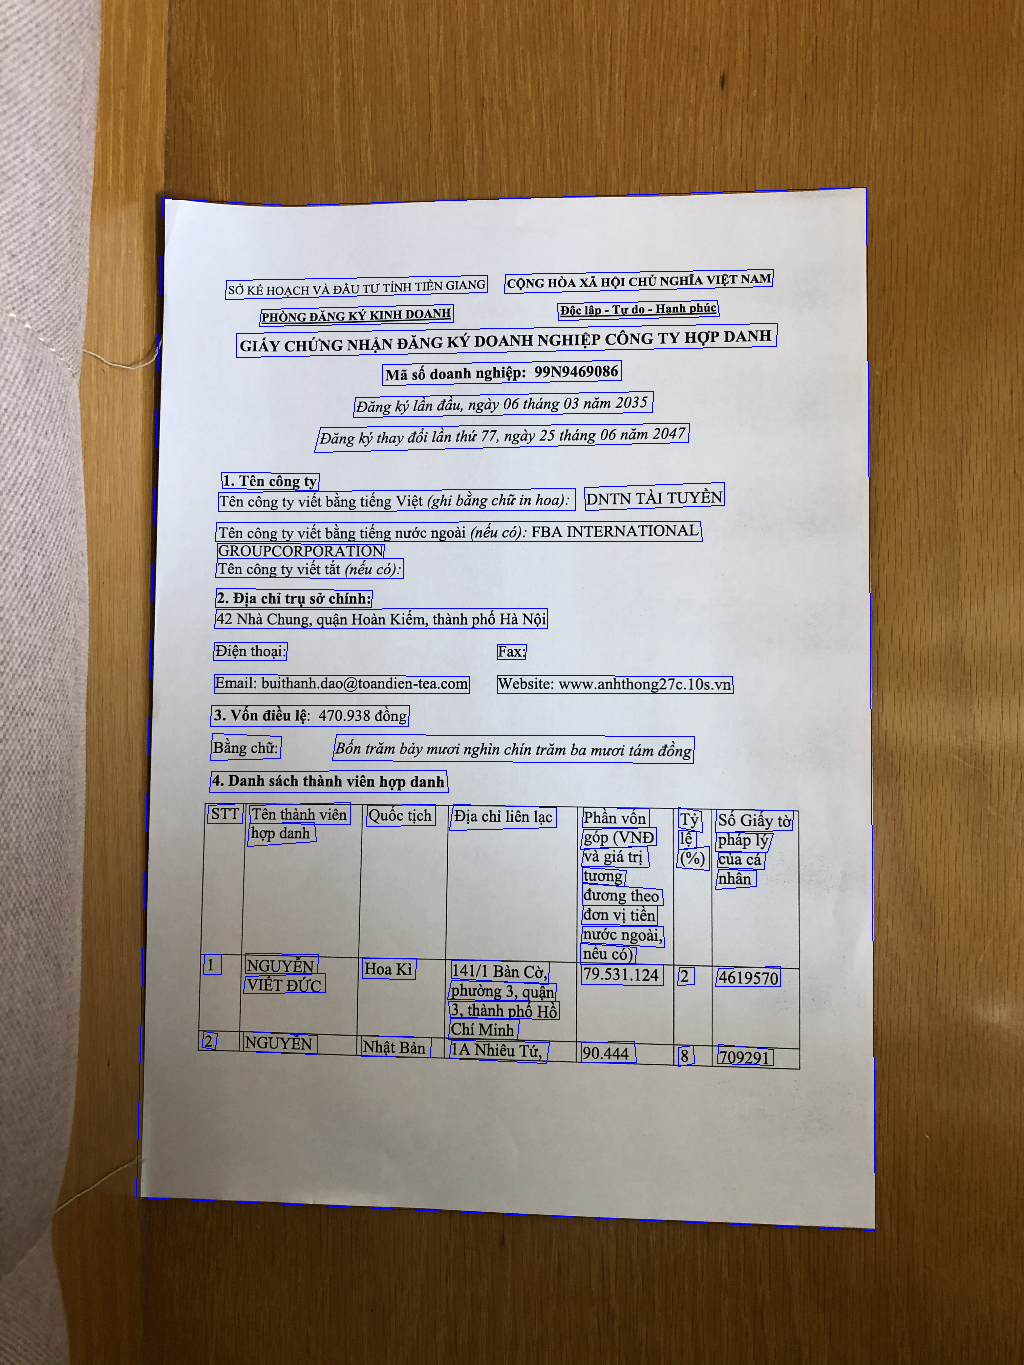 SỞ KẾ HOẠCH VÀ ĐẦU TƯ TỈNH TIỀN GIANG
CỘNG HÒA XÃ HỘI CHỦ NGHĨA VIỆT NAM
PHÒNG ĐĂNG KÝ KINH DOANH
Độc lập - Tự do - Hạnh phúc
GIẤY CHỨNG NHẬN ĐĂNG KÝ DOANH NGHIỆP CÔNG TY HỢP DANH
Mã số doanh nghiệp: 99N9469086
Đăng ký lần đầu, ngày 06 tháng 03 năm 2035
Đăng ký thay đổi lần thứ 77, ngày 25 tháng 06 năm 2047
1. Tên công ty
Tên công ty viết bằng tiếng Việt (ghi bằng chữ in hoa): DNTN TÀI TUYỀN
Tên công ty viết bằng tiếng nước ngoài (nếu có): FBA INTERNATIONAL
GROUPCORPORATION
Tên công ty viết tắt (nếu có):
2. Địa chỉ trụ sở chính:
42 Nhà Chung, quận Hoàn Kiếm, thành phố Hà Nội
Điện thoại:
Fax:
Email: buithanh.dao@toandien-tea.com
Website: www.anhthong27c.10s.vn
3. Vốn điều lệ: 470.938 đồng
Bằng chữ: Bốn trăm bảy mươi nghìn chín trăm ba mươi tám đồng
4. Danh sách thành viên hợp danh
STT
Tên thành viên
hợp danh
Quốc tịch
Địa chỉ liên lạc
Phần vốn
góp (VNĐ
và giá trị
tương
đương theo
đơn vị tiền
nước ngoài,
nếu có)
Tỷ
lệ
(%)
Số Giấy tờ
pháp lý
của cá
nhân
1
NGUYỄN
VIẾT ĐỨC
Hoa Kì
141/1 Bàn Cờ,
phường 3, quận
3, thành phố Hồ
Chí Minh
79.531.124
2
4619570
2
NGUYỄN
Nhật Bản
1A Nhiêu Tứ,
90.444
8
709291